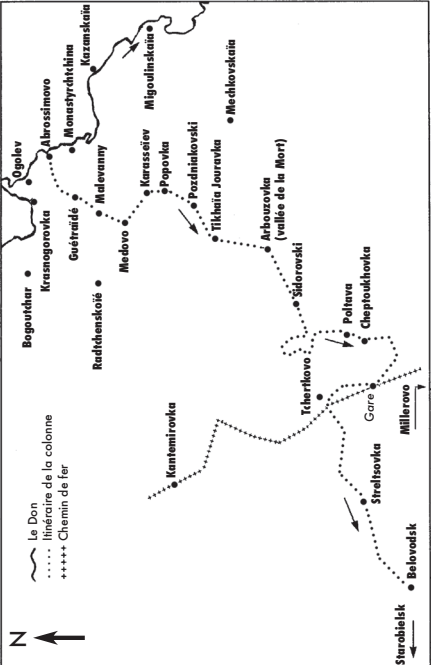 N
Le Don
Itinéraire de la colonne
+++++ Chemin de fer
Bogoutchar
Ogolev
Krasnogorovka
Abrossimovo
Monastyrchtchina
Kazanskaïa
Migoulinskaïa
Guétraïdé
Malevanny
Radtchenskoïé
Medovo
Karasseïev
Popovka
Pozdniakovski
Mechkovskaïa
Tikhaïa Jouravka
Arbouzovka
(vallée de la Mort)
Sidorovski
Kantemirovka
Poltava
Cheptoukhovka
Tchertkovo
Gare
Millerovo
Streltsovka
Belovodsk
Starobielsk